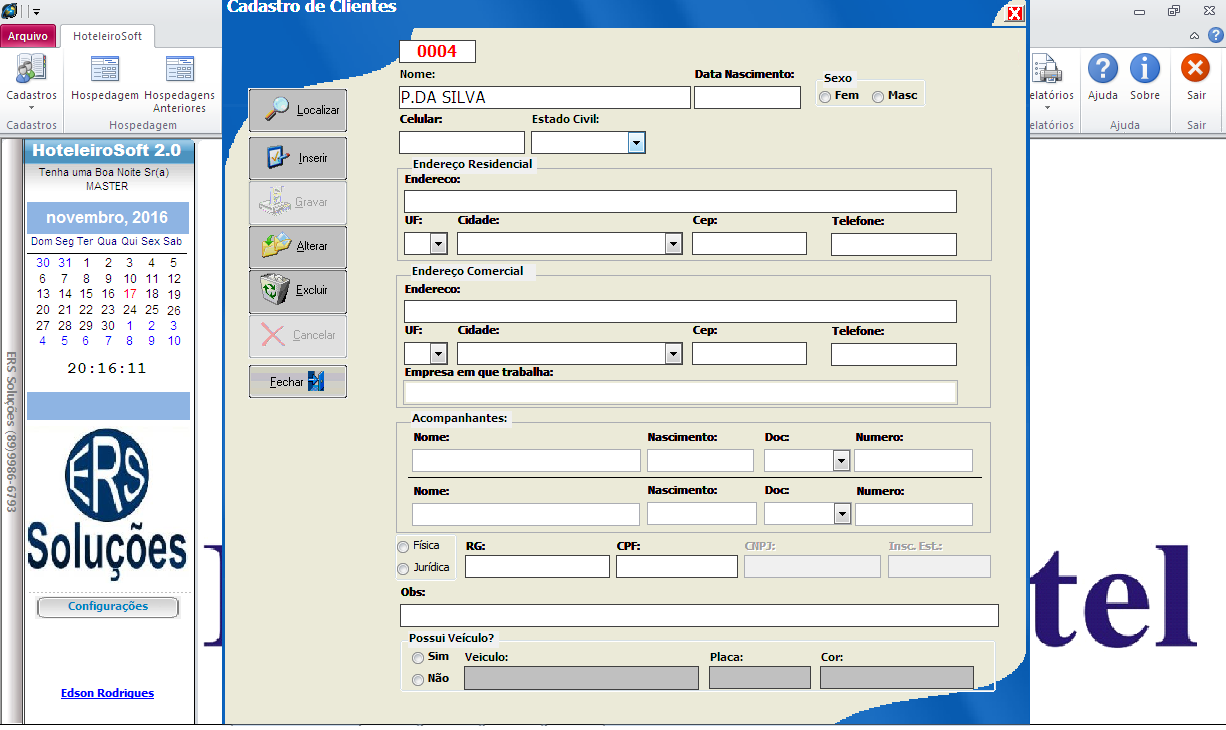 Cadastro de Clientes
Arquivo
HoteleiroSoft
Cadastros
Hospedagem
Hospedagens
Anteriores
Cadastros
Hospedagem
elatórios
Ajuda
Sobre
Sair
elatórios
Ajuda
Sair
HoteleiroSoft 2.0
Tenha uma Boa Noite Sr(a)
MASTER
novembro, 2016
Dom Seg Ter Qua Qui Sex Sab
30 31 1 2 3 4 5
6 7 8 9 10 11 12
13 14 15 16 17 18 19
20 21 22 23 24 25 26
27 28 29 30 1 2 3
4 5 6 7 8 9 10
20:16:11
ERS
Soluções
Configurações
Edson Rodrigues
ERS Soluções (89)9986-6793
Localizar
Inserir
Gravar
Alterar
Excluir
Cancelar
Fechar
0004
Nome: Data Nascimento: Sexo
P.DA SILVA
Fem Masc
Celular: Estado Civil:
Endereço Residencial
Endereco:
UF: Cidade: Cep: Telefone:
Endereço Comercial
Endereco:
UF: Cidade: Cep: Telefone:
Empresa em que trabalha:
Acompanhantes:
Nome: Nascimento: Doc: Numero:
Nome: Nascimento: Doc: Numero:
Física
Jurídica
RG: CPF: CNPJ: Insc. Est.:
Obs:
Possui Veículo?
Sim
Não
Veiculo: Placa: Cor:
tel